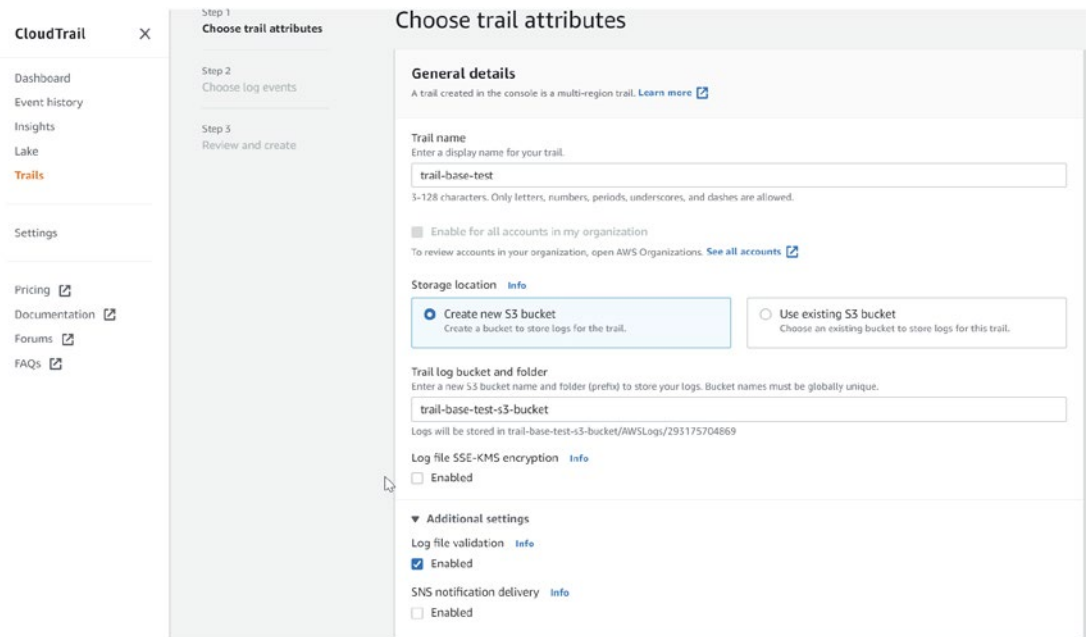 CloudTrail
Dashboard
Event history
Insights
Lake
Trails
Settings
Pricing
Documentation
Forums
FAQs
Step 1
Choose trail attributes
Step 2
Choose log events
Step 3
Review and create
Choose trail attributes
General details
A trail created in the console is a multi-region trail. Learn more
Trail name
Enter a display name for your trail.
trail-base-test
3-128 characters. Only letters, numbers, periods, underscores, and dashes are allowed.
Enable for all accounts in my organization
To review accounts in your organization, open AWS Organizations. See all accounts
Storage location Info
Create new S3 bucket
Create a bucket to store logs for the trail.
Use existing S3 bucket
Choose an existing bucket to store logs for this trail.
Trail log bucket and folder
Enter a new S3 bucket name and folder (prefix) to store your logs. Bucket names must be globally unique.
trail-base-test-s3-bucket
Logs will be stored in trail-base-test-s3-bucket/AWSLogs/293175704869
Log file SSE-KMS encryption Info
Enabled
Additional settings
Log file validation Info
Enabled
SNS notification delivery Info
Enabled